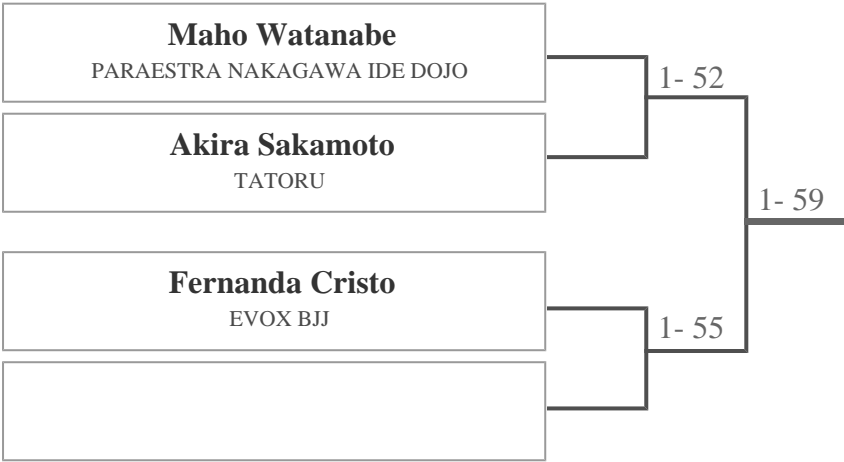 Maho Watanabe
PARAESTRA NAKAGAWA IDE DOJO
1- 52
Akira Sakamoto
TATORU
1- 59
Fernanda Cristo
EVOX BJJ
1- 55